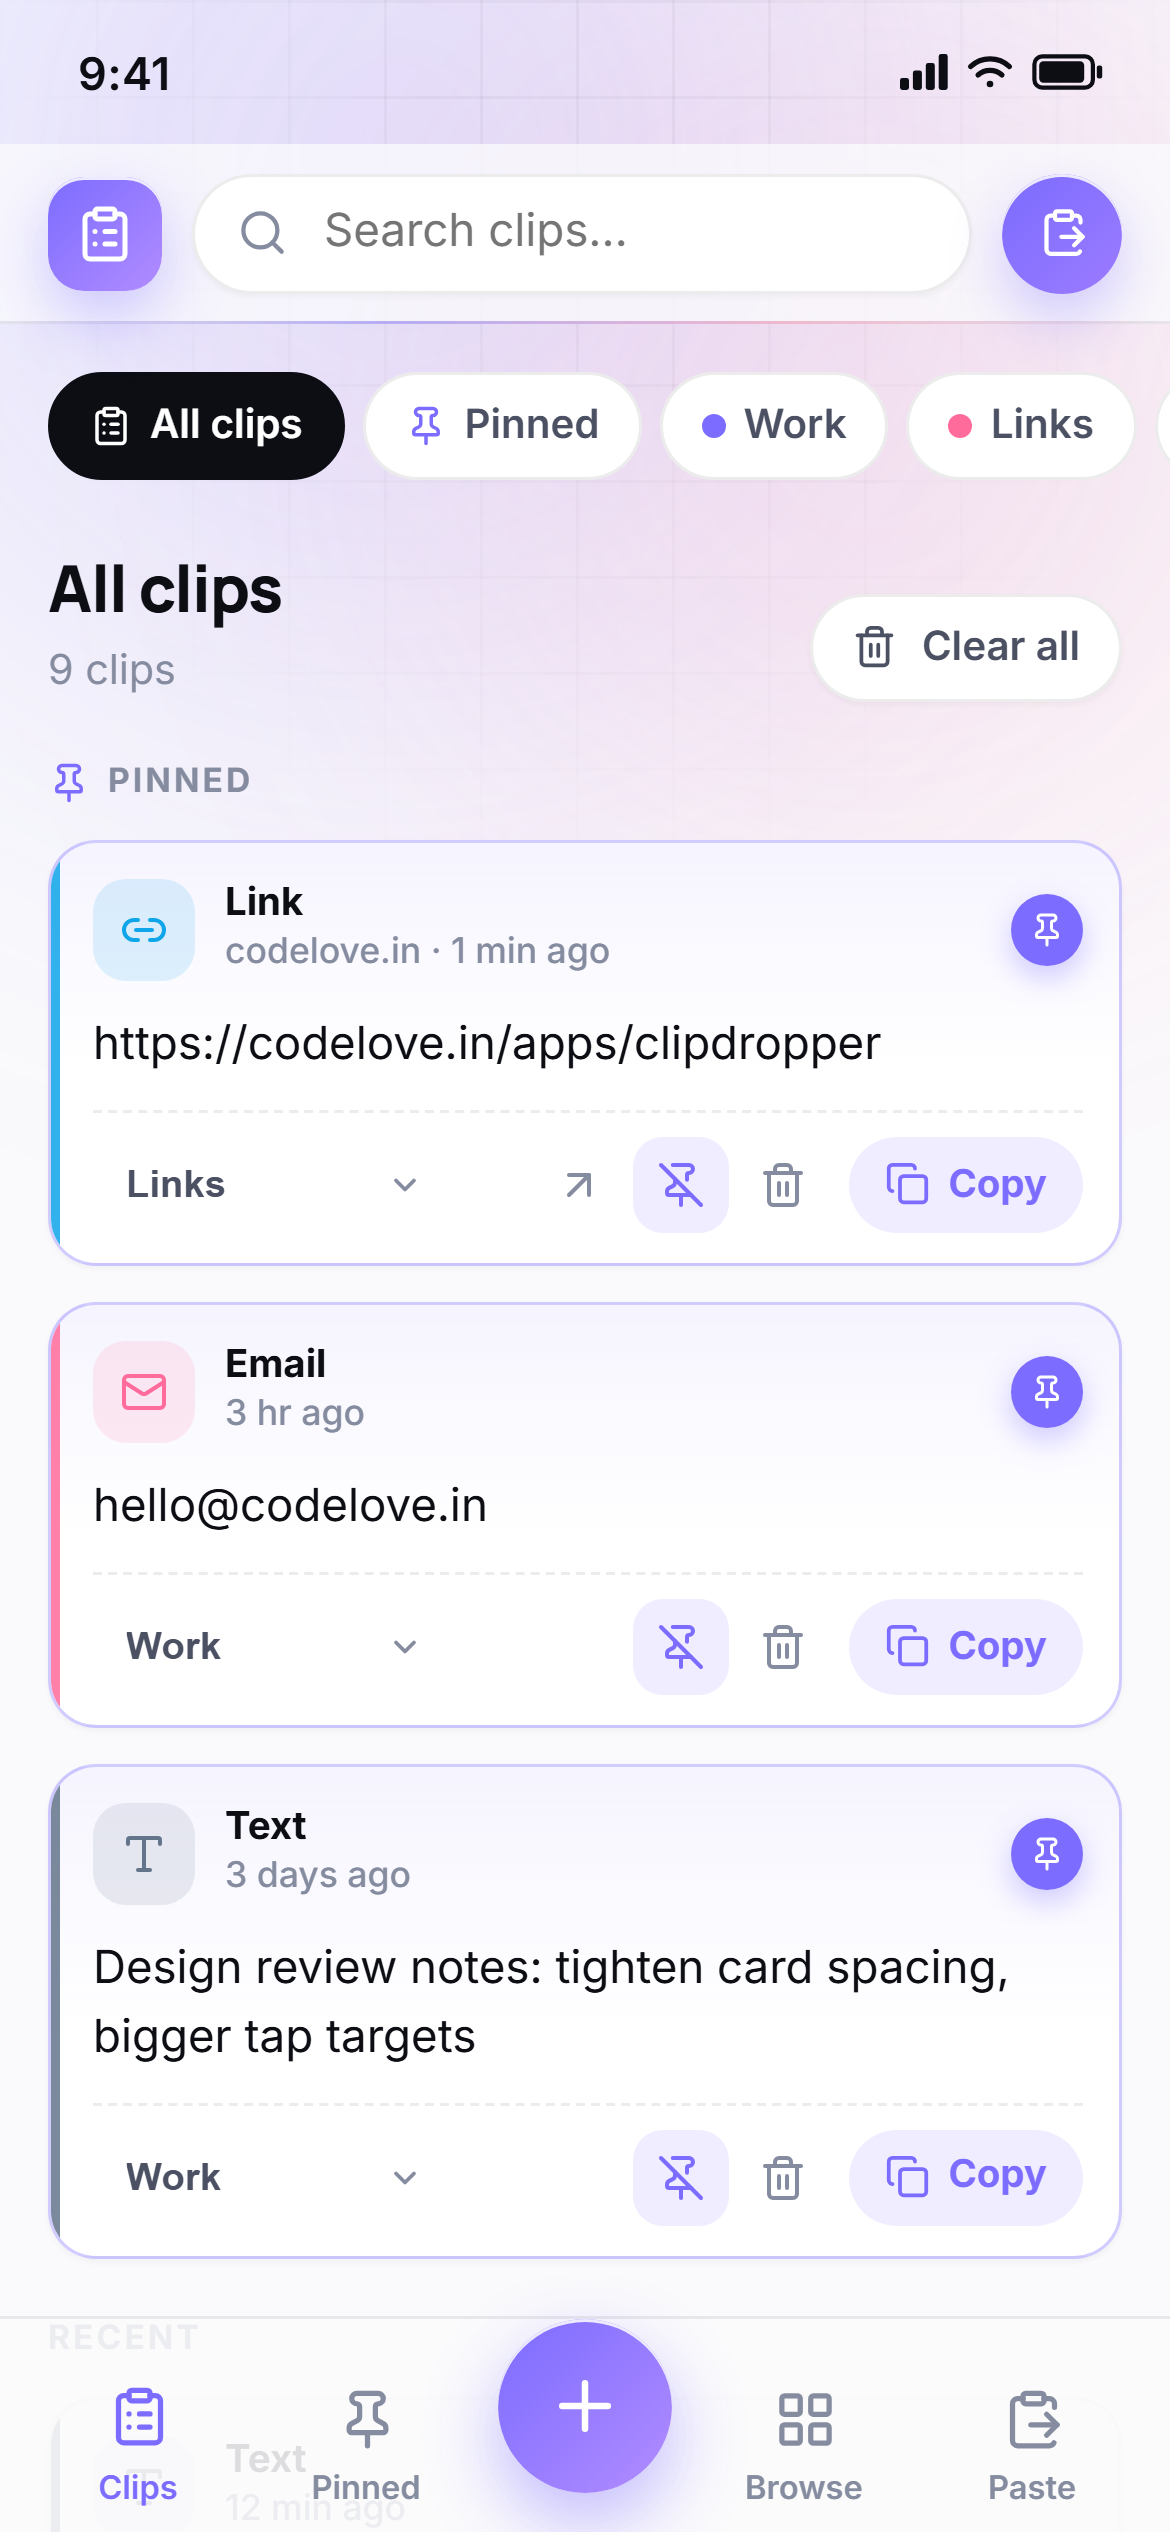 9:41
Search clips...
All clips
Pinned
Work
Links
All clips
9 clips
Clear all
PINNED
Link
codelove.in · 1 min ago
https://codelove.in/apps/clipdropper
Links
Copy
Email
3 hr ago
hello@codelove.in
Work
Copy
Text
3 days ago
Design review notes: tighten card spacing,
bigger tap targets
Work
Copy
RECENT
Text
12 min ago
Clips
Pinned
Browse
Paste